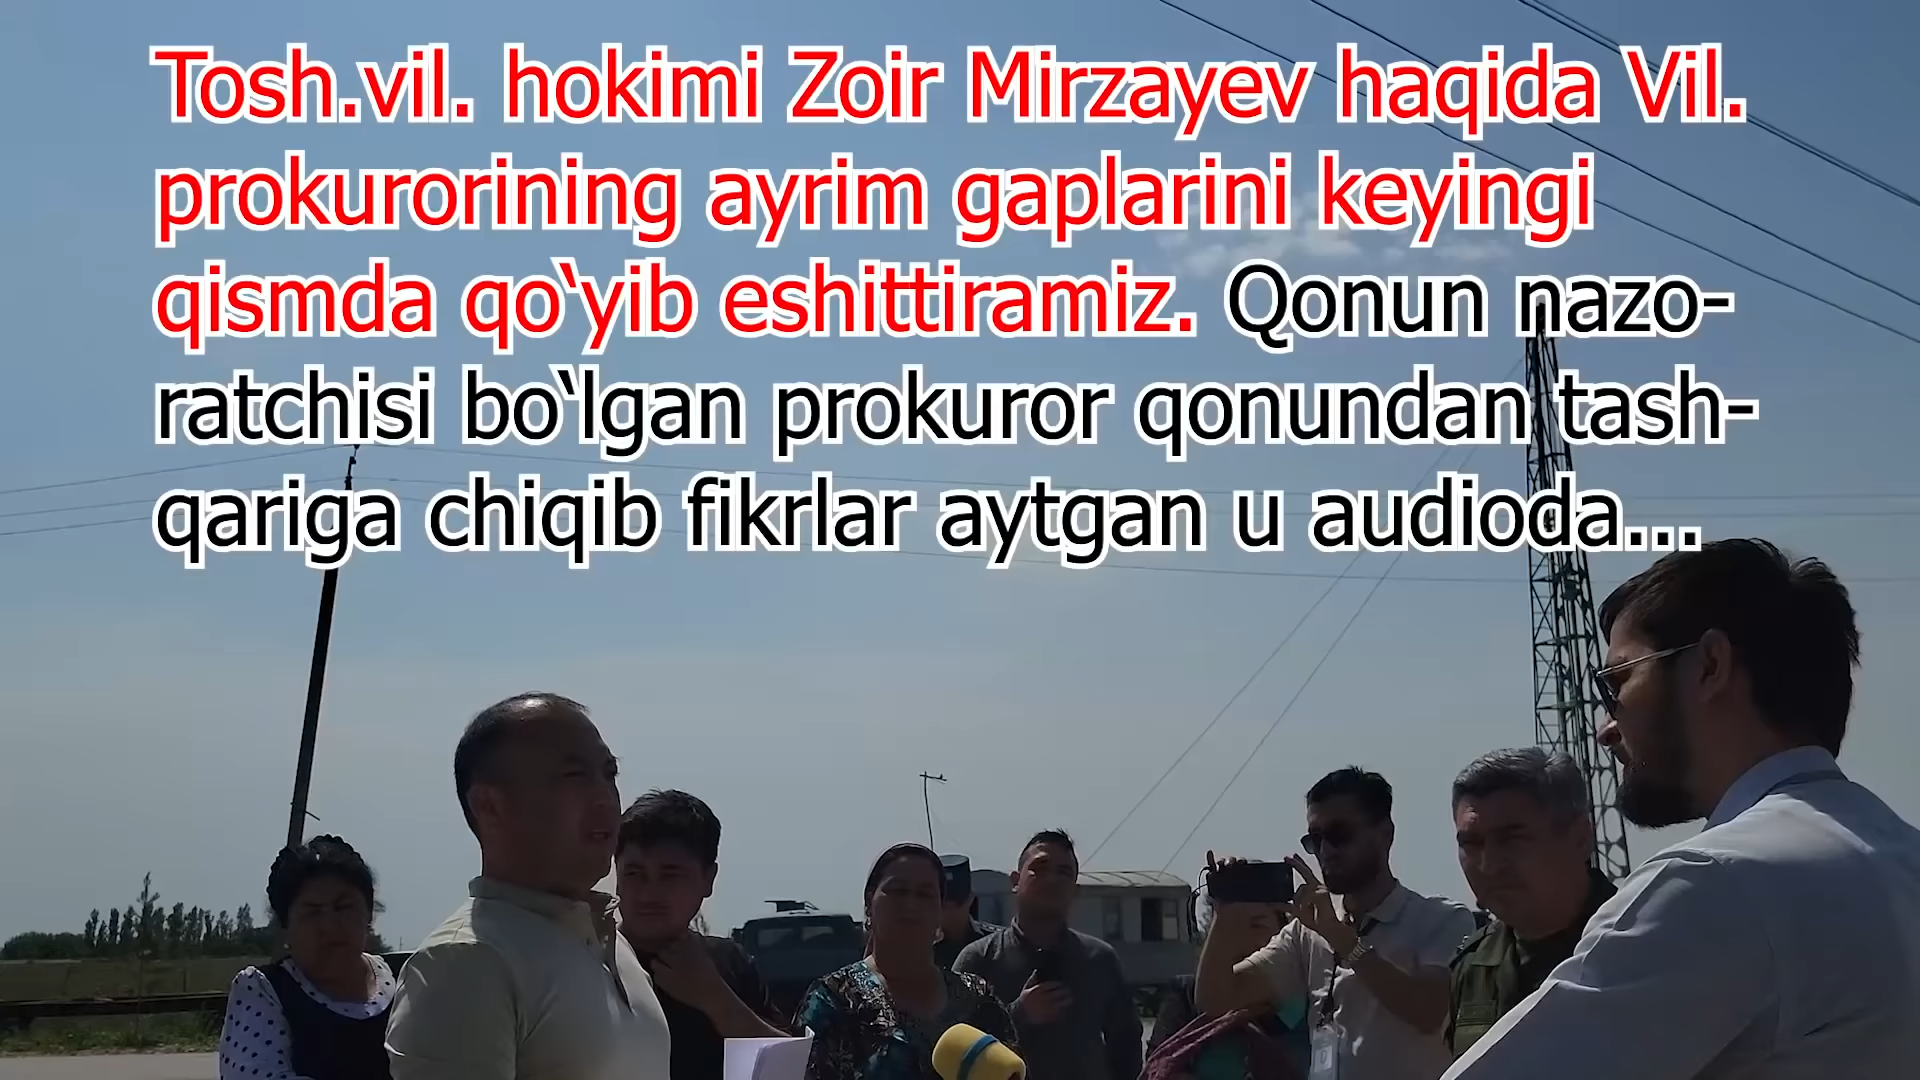 Tosh.vil. hokimi Zoir Mirzayev haqida Vil.
prokurorining ayrim gaplarini keyingi
qismda qo‘yib eshittiramiz. Qonun nazo-
ratchisi bo‘lgan prokuror qonundan tash-
qariga chiqib fikrlar aytgan u audioda...